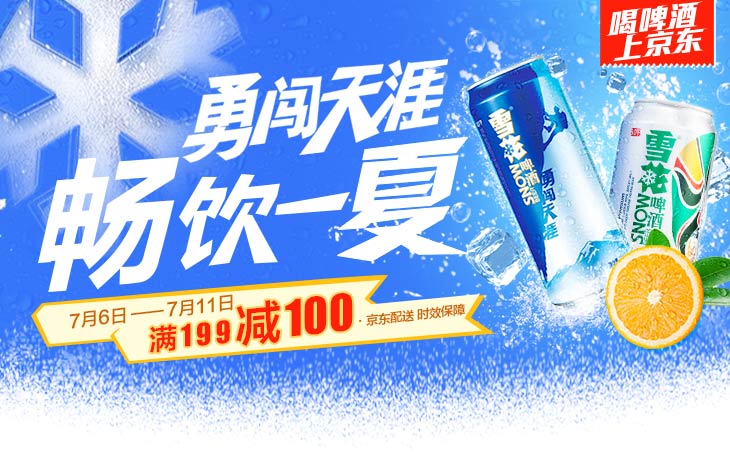 喝啤酒
上京东
勇闯天涯
畅饮一夏
7月6日——7月11日
满199减100
·京东配送 时效保障
雪花®
啤酒
SNOW
勇闯天涯
雪花
啤酒
SNOW